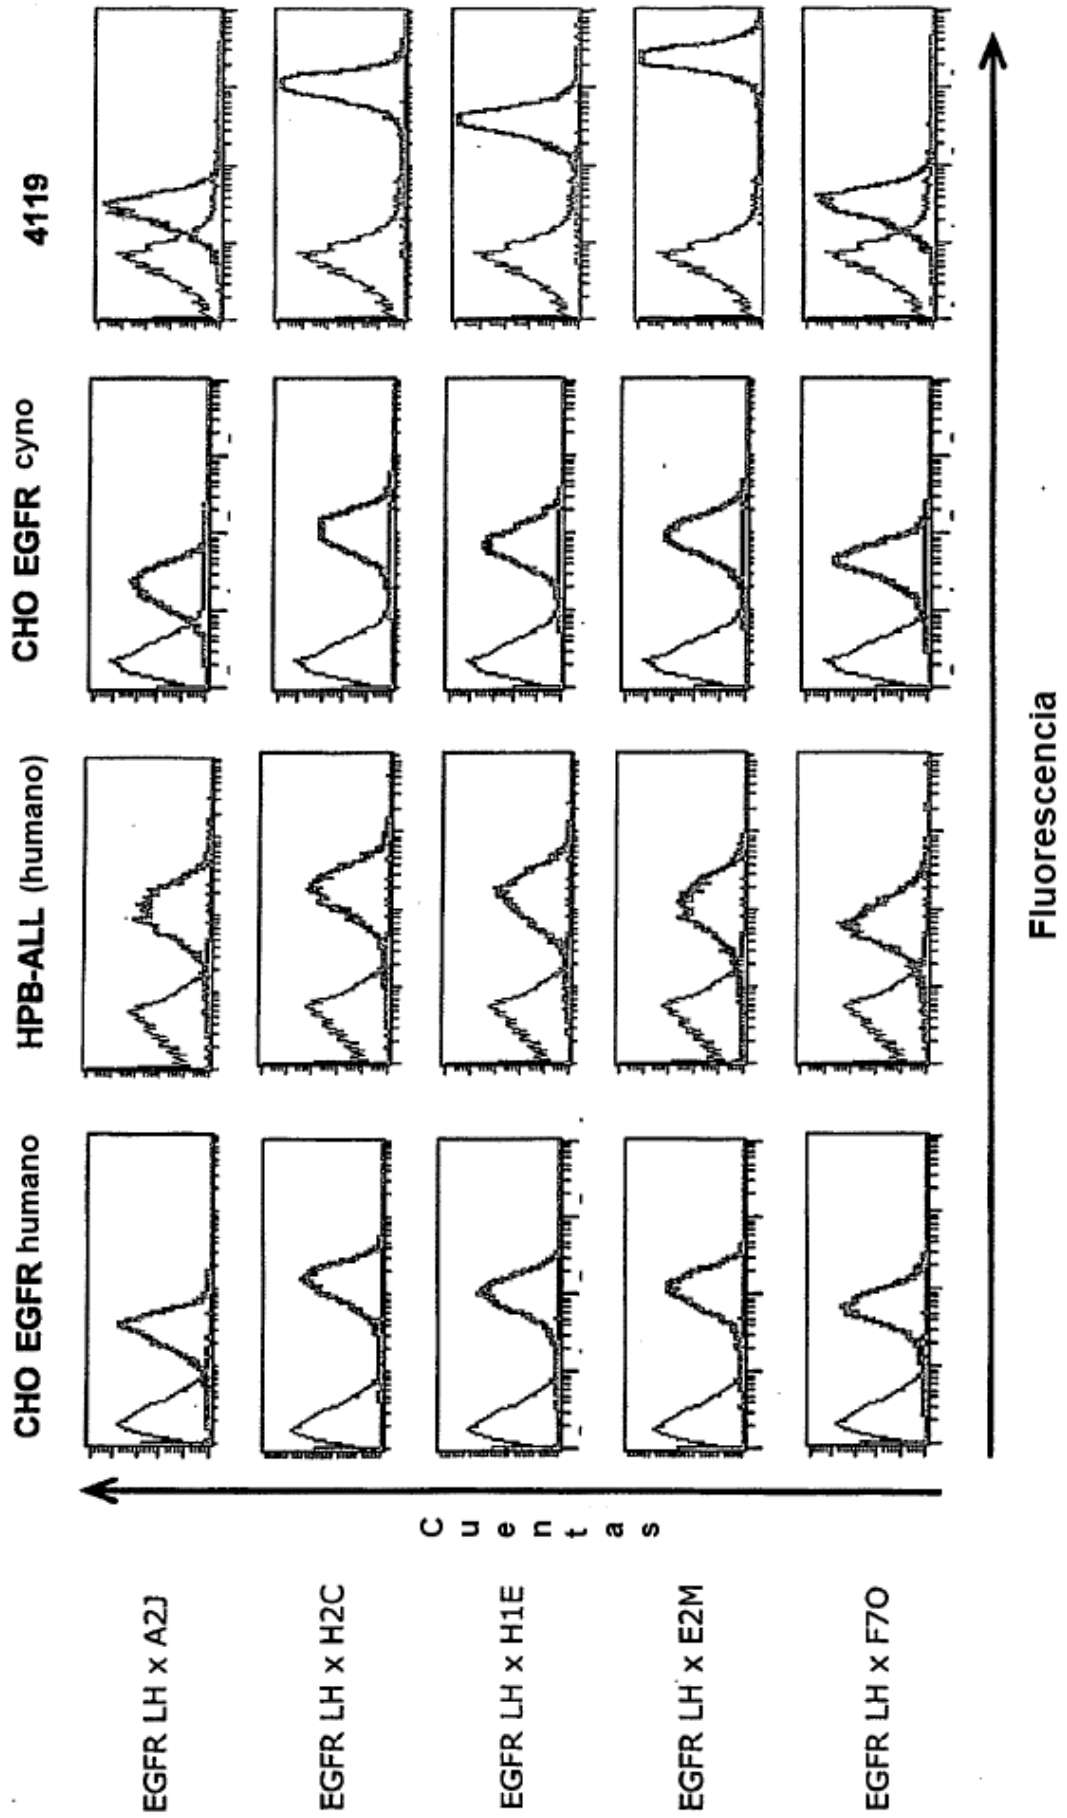 CHO EGFR humano
HPB-ALL (humano)
CHO EGFR cyno
4119
EGFR LH x A2J
EGFR LH x H2C
EGFR LH x H1E
EGFR LH x E2M
EGFR LH x F7O
Cuentas
Fluorescencia